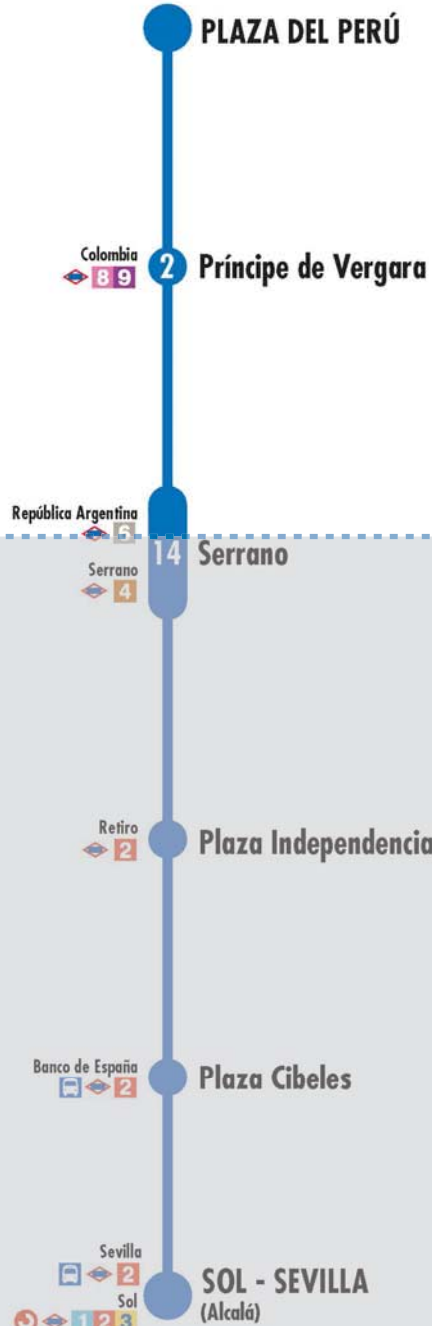 PLAZA DEL PERÚ
Colombia
8 9
2 Príncipe de Vergara
República Argentina
6
14 Serrano
Serrano
4
Retiro
2
Plaza Independencia
Banco de España
2
Plaza Cibeles
Sevilla
2
SOL - SEVILLA
(Alcalá)
Sol
1 2 3